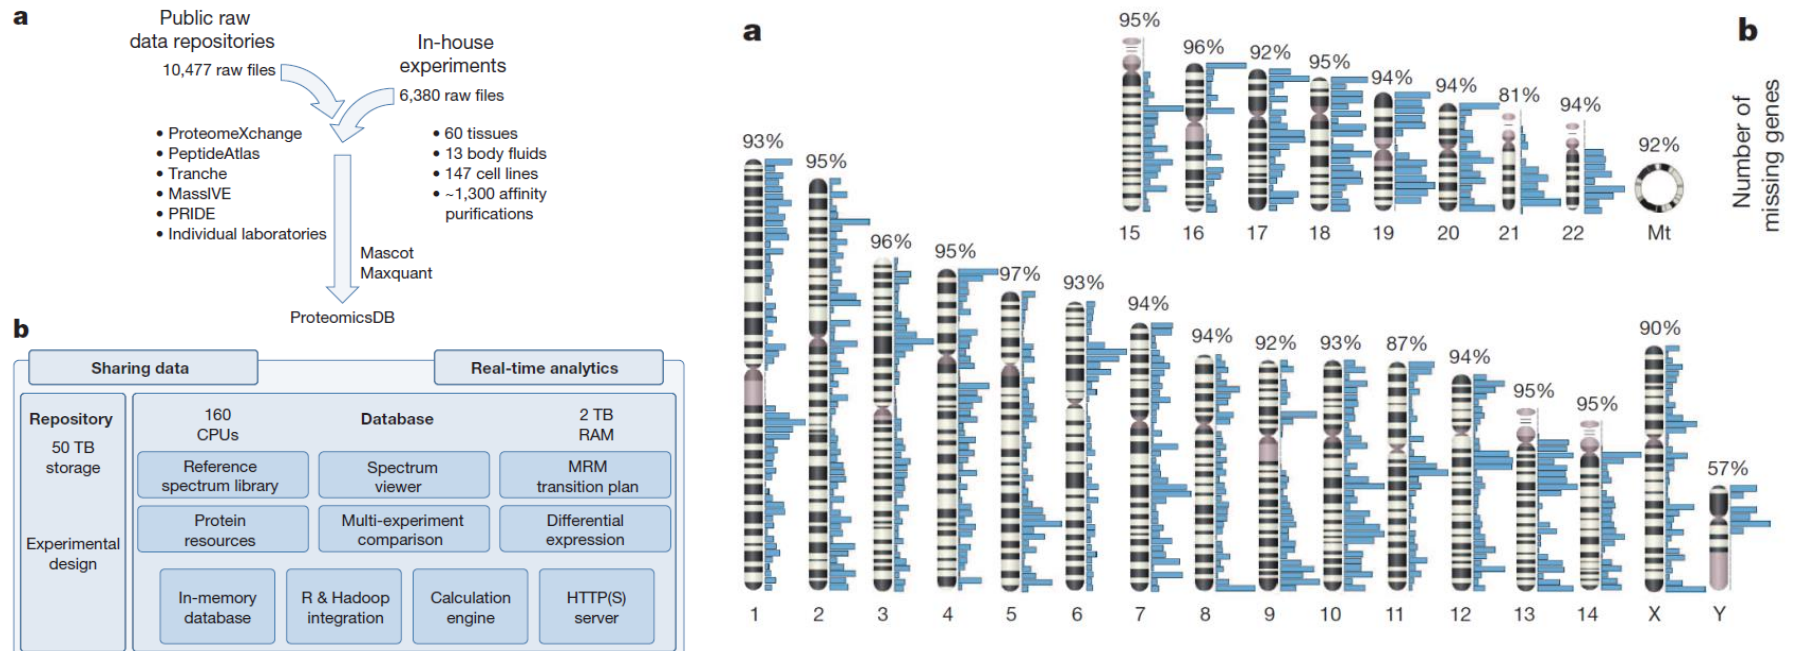 a
Public raw
data repositories
10,477 raw files
In-house
experiments
6,380 raw files
• ProteomeXchange
• PeptideAtlas
• Tranche
• MassIVE
• PRIDE
• Individual laboratories
• 60 tissues
• 13 body fluids
• 147 cell lines
• ~1,300 affinity
purifications
Mascot
Maxquant
ProteomicsDB
b
Sharing data
Real-time analytics
Repository
50 TB
storage
Experimental
design
160
CPUs
Database
2 TB
RAM
Reference
spectrum library
Spectrum
viewer
MRM
transition plan
Protein
resources
Multi-experiment
comparison
Differential
expression
In-memory
database
R & Hadoop
integration
Calculation
engine
HTTP(S)
server
a
95% 96% 92% 95% 94% 94% 81% 94% 92%
15 16 17 18 19 20 21 22 Mt
93% 95% 96% 95% 97% 93% 94% 94% 92% 93% 87% 94% 95% 95% 90% 57%
1 2 3 4 5 6 7 8 9 10 11 12 13 14 X Y
b
Number of
missing genes